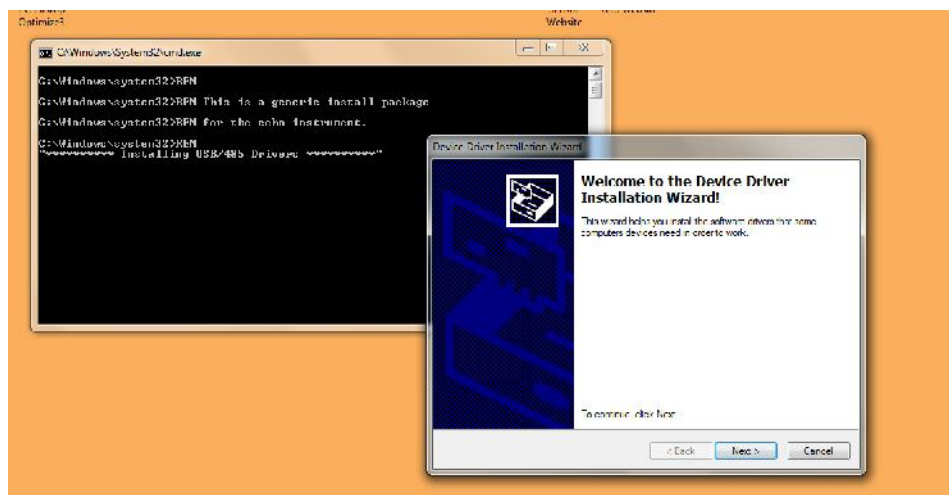 Optimize?
Website
C:\Windows\System32\cmd.exe
C:\Windows\system32>REM
C:\Windows\system32>REM This is a generic install package
C:\Windows\system32>REM for the echo instrument.
C:\Windows\system32>REM
"********** Installing USB/485 Drivers **********"
Device Driver Installation Wizard
Welcome to the Device Driver
Installation Wizard!
This wizard helps you install the software drivers that some
computers devices need in order to work.
To continue, click Next.
< Back
Next >
Cancel